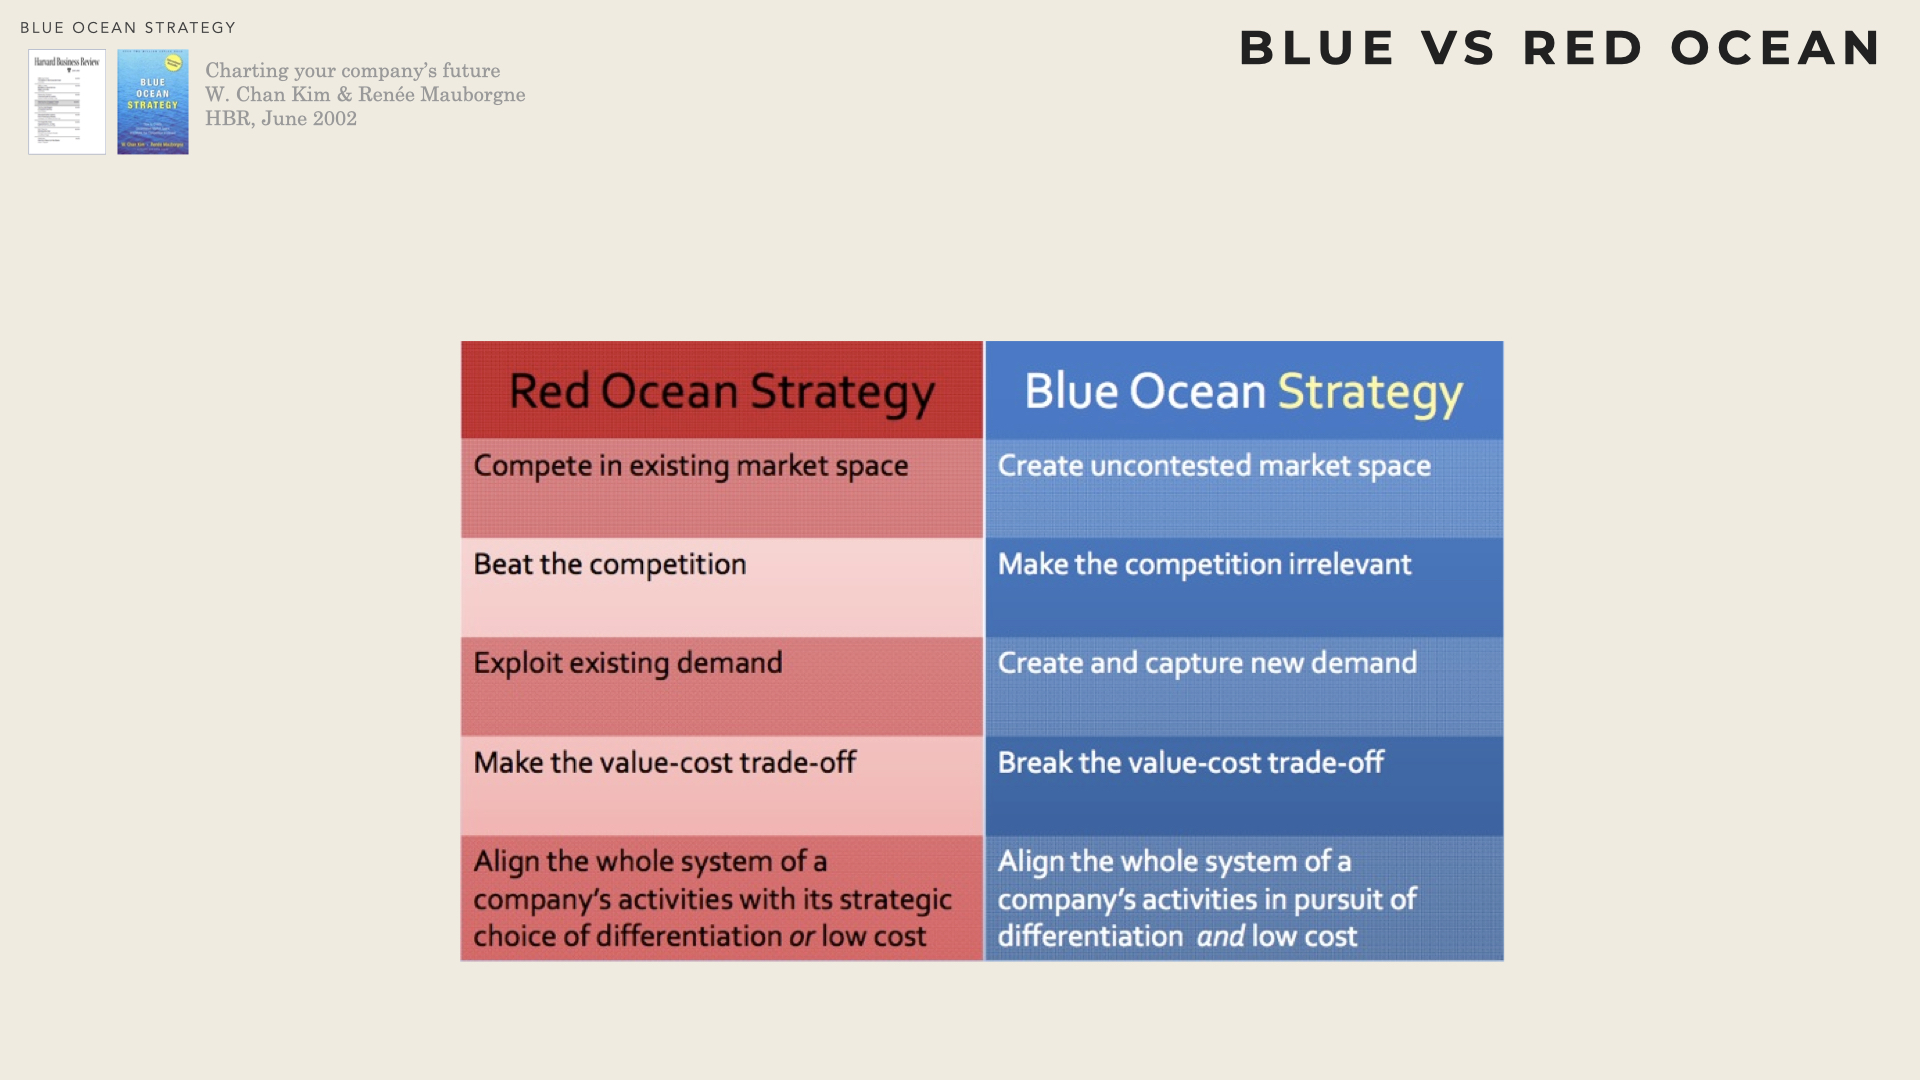 BLUE OCEAN STRATEGY
BLUE VS RED OCEAN
Harvard Business Review
BLUE
OCEAN
STRATEGY
Charting your company's future
W. Chan Kim & Renée Mauborgne
HBR, June 2002
Red Ocean Strategy
Blue Ocean Strategy
Compete in existing market space
Create uncontested market space
Beat the competition
Make the competition irrelevant
Exploit existing demand
Create and capture new demand
Make the value-cost trade-off
Break the value-cost trade-off
Align the whole system of a
company's activities with its strategic
choice of differentiation or low cost
Align the whole system of a
company's activities in pursuit of
differentiation and low cost